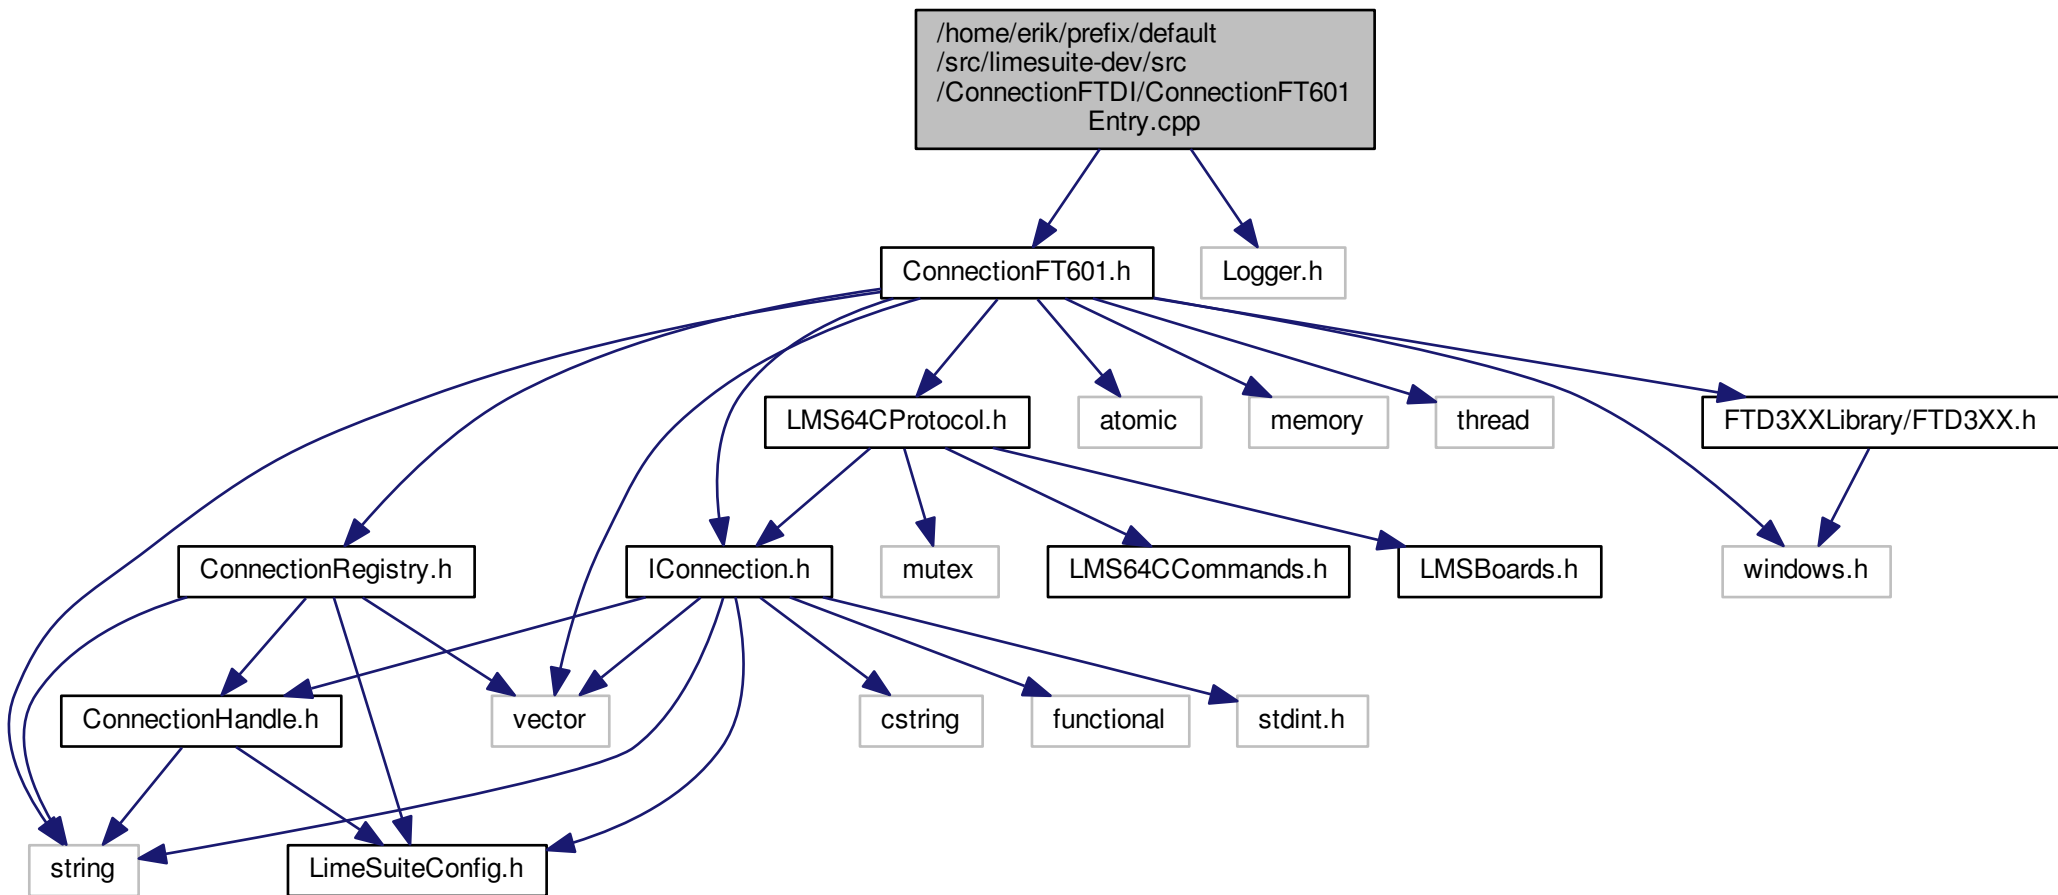 /home/erik/prefix/default
/src/limesuite-dev/src
/ConnectionFTDI/ConnectionFT601
Entry.cpp
ConnectionFT601.h
Logger.h
LMS64CProtocol.h
atomic
memory
thread
FTD3XXLibrary/FTD3XX.h
ConnectionRegistry.h
IConnection.h
mutex
LMS64CCommands.h
LMSBoards.h
windows.h
ConnectionHandle.h
vector
cstring
functional
stdint.h
string
LimeSuiteConfig.h